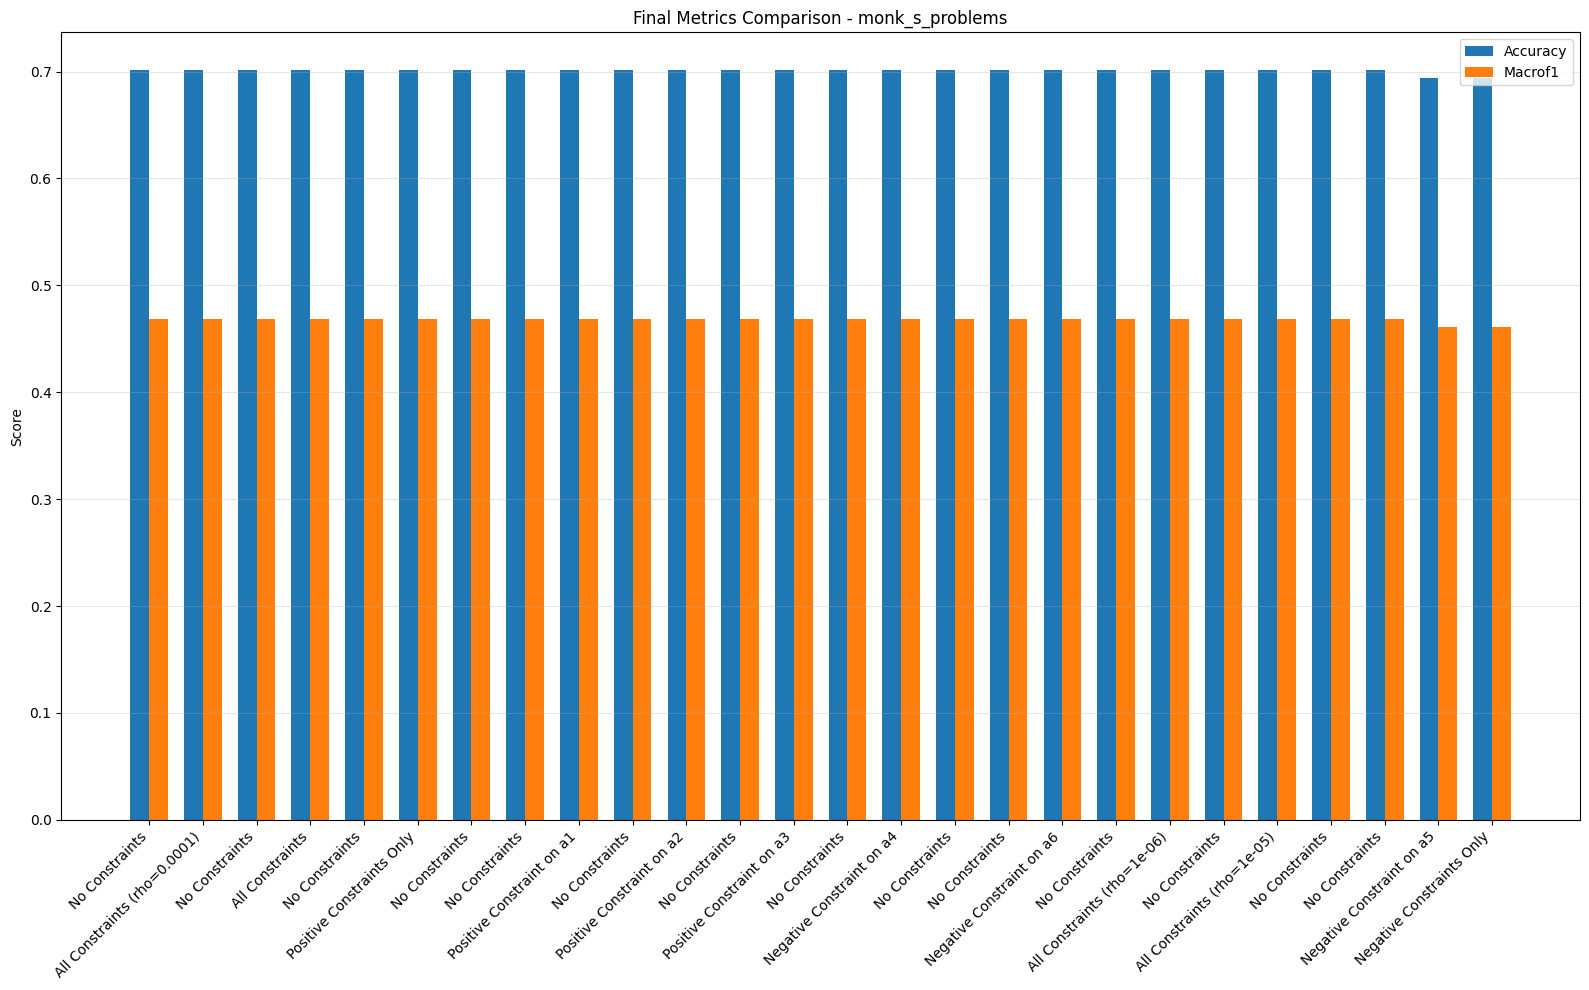 Final Metrics Comparison - monk_s_problems
Accuracy
Macrof1
Score
0.7
0.6
0.5
0.4
0.3
0.2
0.1
0.0
No Constraints
All Constraints (rho=0.0001)
No Constraints
All Constraints
No Constraints
Positive Constraints Only
No Constraints
No Constraints
Positive Constraint on a1
No Constraints
Positive Constraint on a2
No Constraints
Positive Constraint on a3
No Constraints
Negative Constraint on a4
No Constraints
No Constraints
Negative Constraint on a6
No Constraints
All Constraints (rho=1e-06)
No Constraints
All Constraints (rho=1e-05)
No Constraints
No Constraints
Negative Constraint on a5
Negative Constraints Only